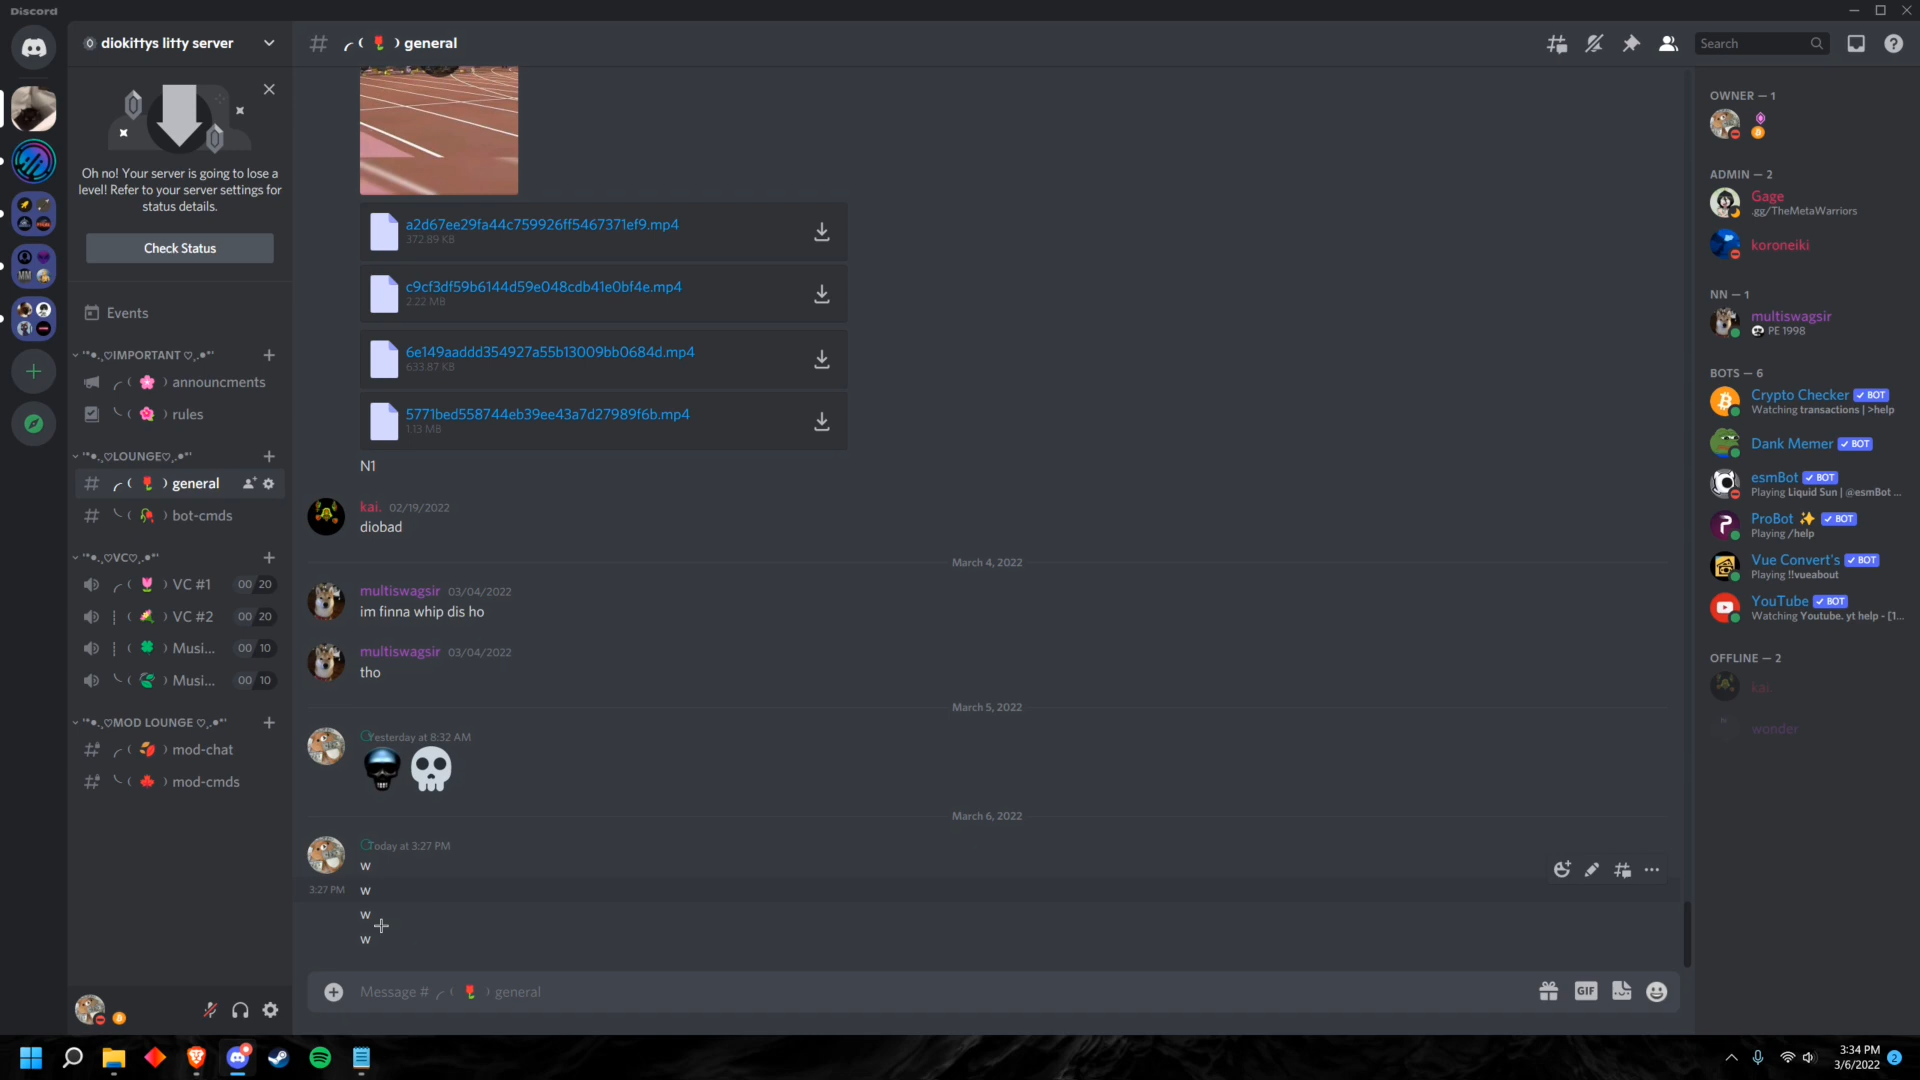 Discord
diokittys litty server
Oh no! Your server is going to lose a
level! Refer to your server settings for
status details.
Check Status
Events
IMPORTANT
announcments
rules
LOUNGE
general
bot-cmds
VC
VC #1
00 20
VC #2
00 20
Musi...
00 10
Musi...
00 10
MOD LOUNGE
mod-chat
mod-cmds
# ( ) general
Search
a2d67ee29fa44c759926ff5467371ef9.mp4
372.89 KB
c9cf3df59b6144d59e048cdb41e0bf4e.mp4
2.22 MB
6e149aaddd354927a55b13009bb0684d.mp4
633.87 KB
5771bed558744eb39ee43a7d27989f6b.mp4
1.13 MB
N1
kai. 02/19/2022
diobad
March 4, 2022
multiswagsir 03/04/2022
im finna whip dis ho
multiswagsir 03/04/2022
tho
March 5, 2022
Yesterday at 8:32 AM
March 6, 2022
Today at 3:27 PM
w
3:27 PM w
w
w
Message # ( ) general
GIF
OWNER — 1
ADMIN — 2
Gage
.gg/TheMetaWarriors
koroneiki
NN — 1
multiswagsir
PE 1998
BOTS — 6
Crypto Checker ✓ BOT
Watching transactions | >help
Dank Memer ✓ BOT
esmBot ✓ BOT
Playing Liquid Sun | @esmBot ...
ProBot ✨ ✓ BOT
Playing /help
Vue Convert's ✓ BOT
Playing !!vueabout
YouTube ✓ BOT
Watching Youtube. yt help - [1...
OFFLINE — 2
kai.
wonder
3:34 PM
3/6/2022
2